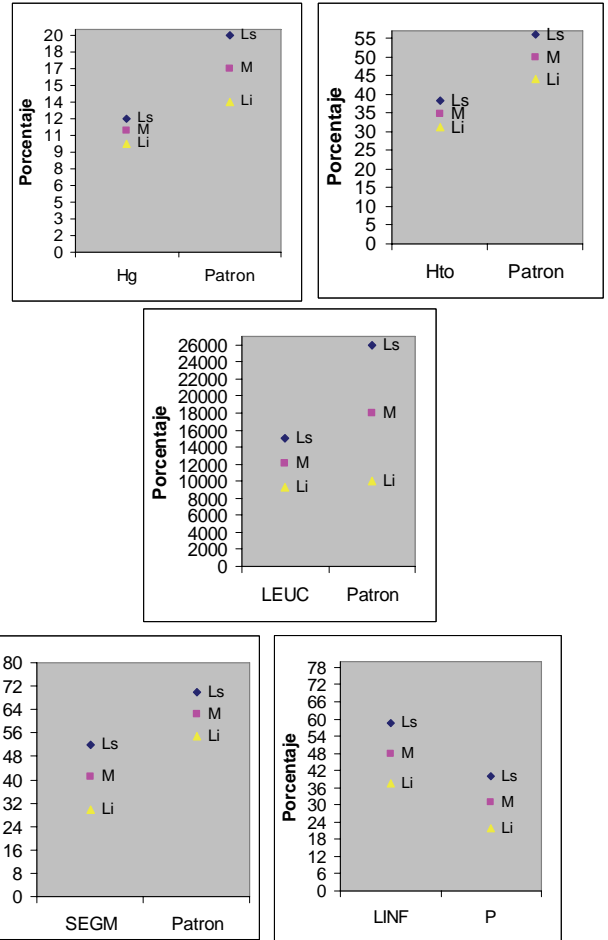 Porcentaje
20
18
17
15
14
12
11
9
8
6
5
3
2
0
Ls
M
Li
Ls
M
Li
Hg Patron
Porcentaje
55
50
45
40
35
30
25
20
15
10
5
0
Ls
M
Li
Ls
M
Li
Hto Patron
Porcentaje
26000
24000
22000
20000
18000
16000
14000
12000
10000
8000
6000
4000
2000
0
Ls
M
Li
Ls
M
Li
LEUC Patron
80
72
64
56
48
40
32
24
16
8
0
Ls
M
Li
Ls
M
Li
SEGM Patron
Porcentaje
78
72
66
60
54
48
42
36
30
24
18
12
6
0
Ls
M
Li
Ls
M
Li
LINF P